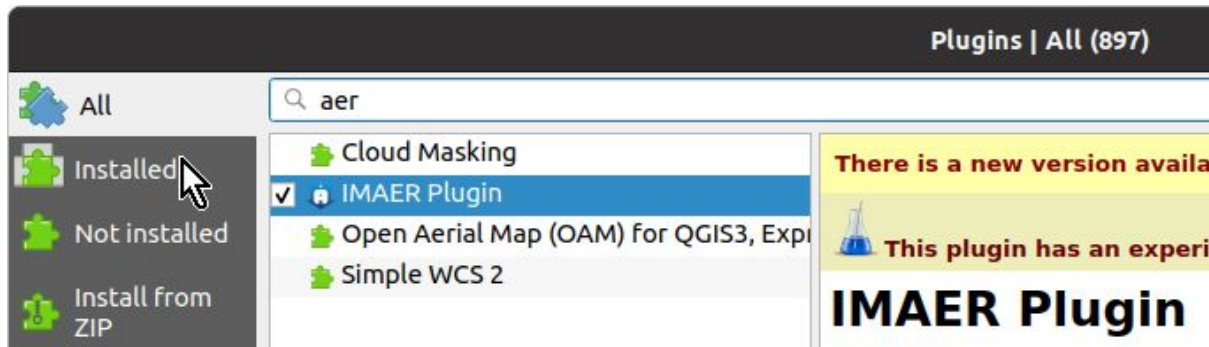 Plugins | All (897)
All
aer
Installed
Not installed
Install from
ZIP
Cloud Masking
IMAER Plugin
Open Aerial Map (OAM) for QGIS3, Expl
Simple WCS 2
There is a new version availa
This plugin has an experi
IMAER Plugin